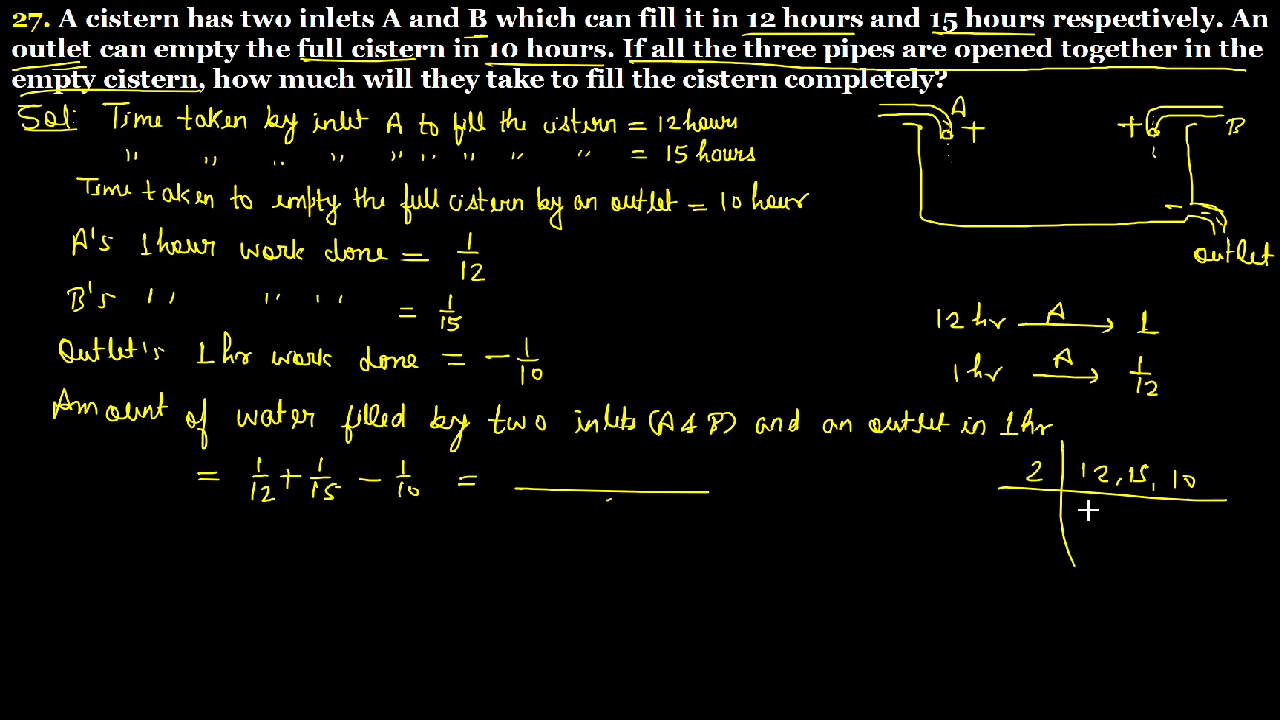 27. A cistern has two inlets A and B which can fill it in 12 hours and 15 hours respectively. An
outlet can empty the full cistern in 10 hours. If all the three pipes are opened together in the
empty cistern, how much will they take to fill the cistern completely?
Sol: Time taken by inlet A to fill the cistern = 12 hours
" " " " " " " " " = 15 hours
Time taken to empty the full cistern by an outlet = 10 hour
A's 1 hour work done = 1/12
B's " " " " " = 1/15
Outlet's 1 hr work done = - 1/10
Amount of water filled by two inlets (A & B) and an outlet in 1 hr
= 1/12 + 1/15 - 1/10 =
A
+
+
B
-
outlet
12 hr A → 1
1 hr A → 1/12
2 | 12, 15, 10